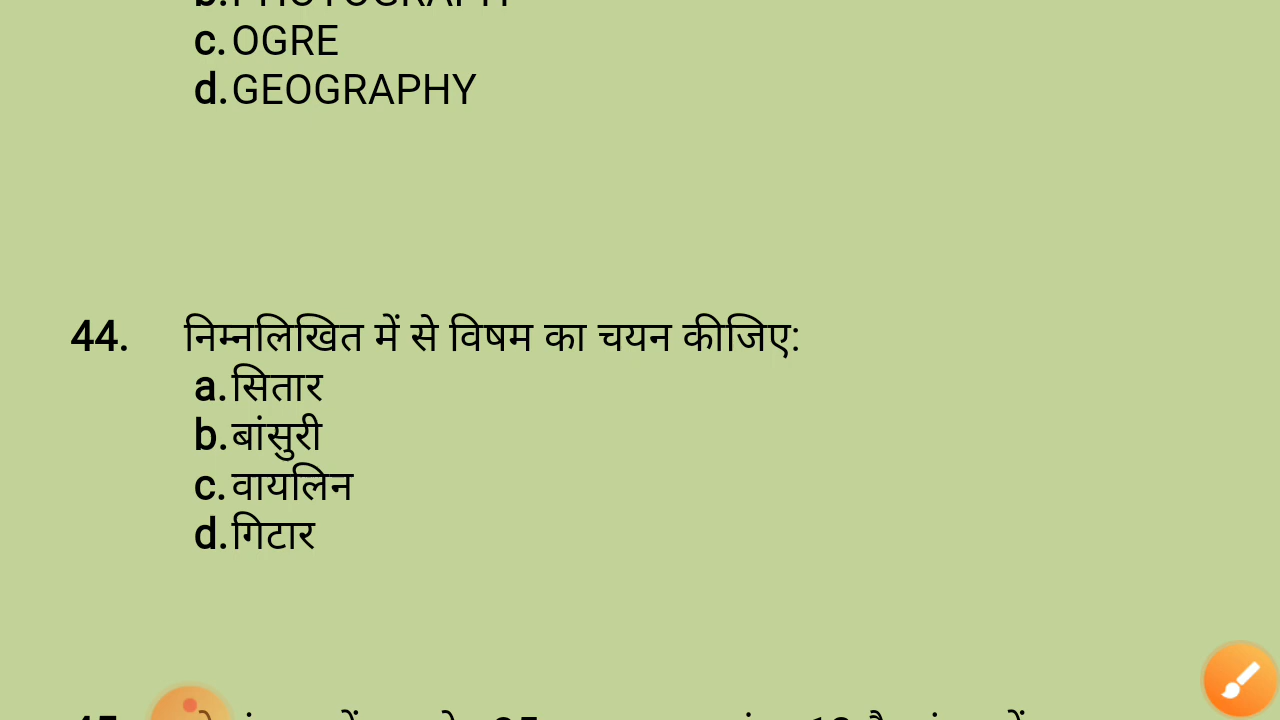 c. OGRE
d. GEOGRAPHY
44. निम्नलिखित में से विषम का चयन कीजिए:
a. सितार
b. बांसुरी
c. वायलिन
d. गिटार